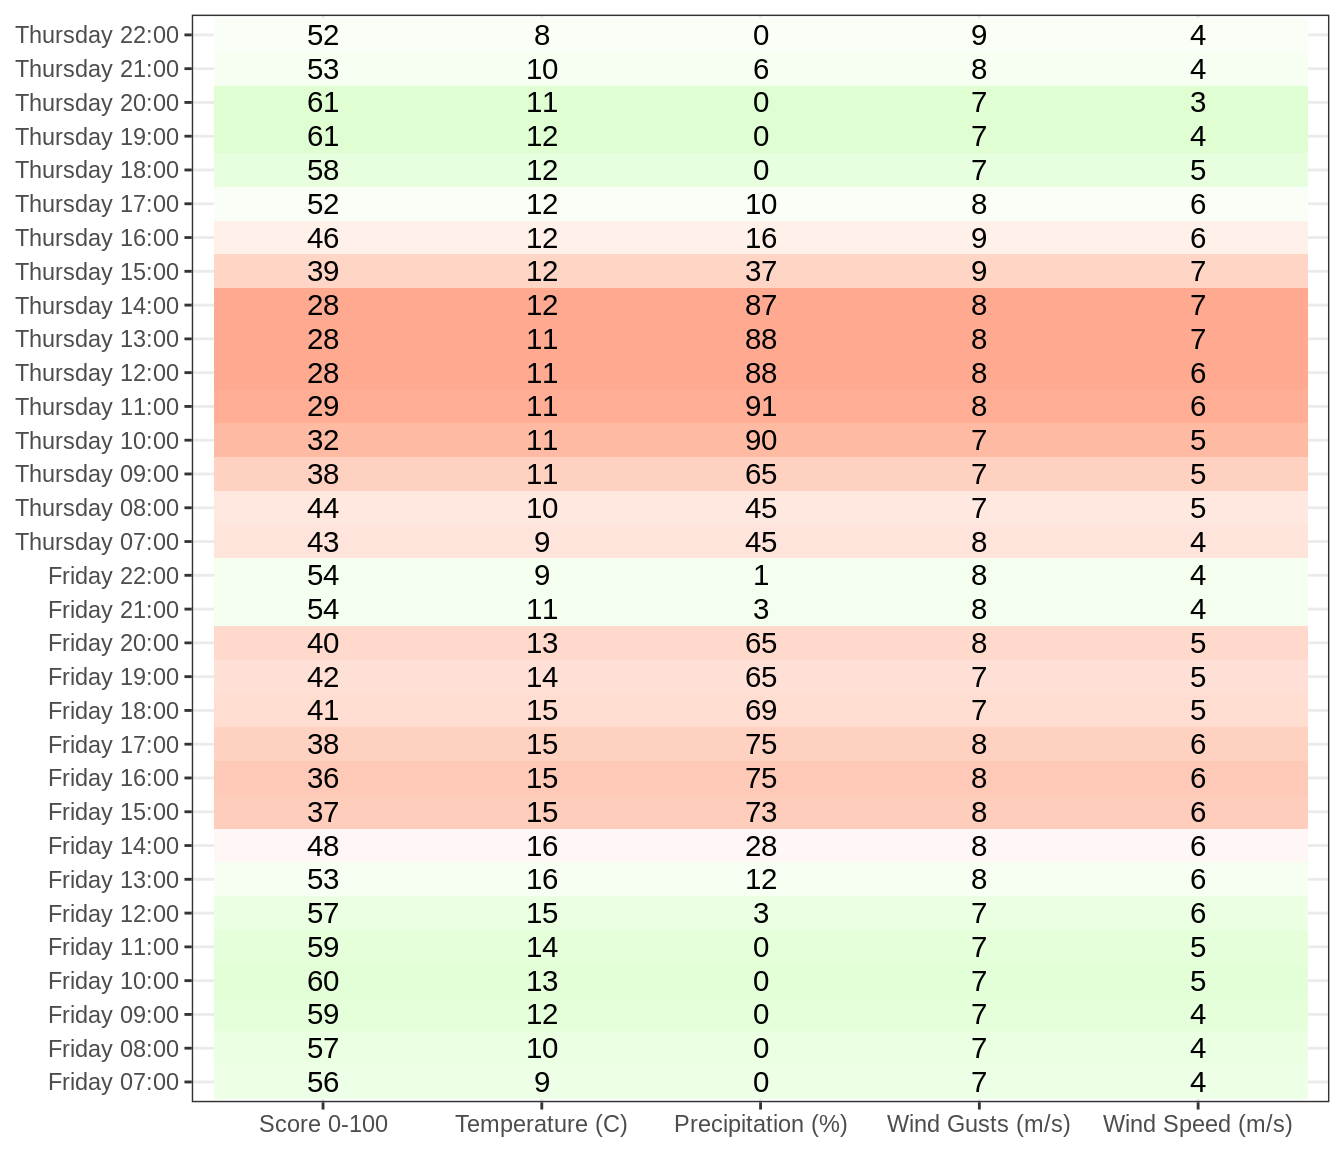 Thursday 22:00 52 8 0 9 4
Thursday 21:00 53 10 6 8 4
Thursday 20:00 61 11 0 7 3
Thursday 19:00 61 12 0 7 4
Thursday 18:00 58 12 0 7 5
Thursday 17:00 52 12 10 8 6
Thursday 16:00 46 12 16 9 6
Thursday 15:00 39 12 37 9 7
Thursday 14:00 28 12 87 8 7
Thursday 13:00 28 11 88 8 7
Thursday 12:00 28 11 88 8 6
Thursday 11:00 29 11 91 8 6
Thursday 10:00 32 11 90 7 5
Thursday 09:00 38 11 65 7 5
Thursday 08:00 44 10 45 7 5
Thursday 07:00 43 9 45 8 4
Friday 22:00 54 9 1 8 4
Friday 21:00 54 11 3 8 4
Friday 20:00 40 13 65 8 5
Friday 19:00 42 14 65 7 5
Friday 18:00 41 15 69 7 5
Friday 17:00 38 15 75 8 6
Friday 16:00 36 15 75 8 6
Friday 15:00 37 15 73 8 6
Friday 14:00 48 16 28 8 6
Friday 13:00 53 16 12 8 6
Friday 12:00 57 15 3 7 6
Friday 11:00 59 14 0 7 5
Friday 10:00 60 13 0 7 5
Friday 09:00 59 12 0 7 4
Friday 08:00 57 10 0 7 4
Friday 07:00 56 9 0 7 4
Score 0-100 Temperature (C) Precipitation (%) Wind Gusts (m/s) Wind Speed (m/s)